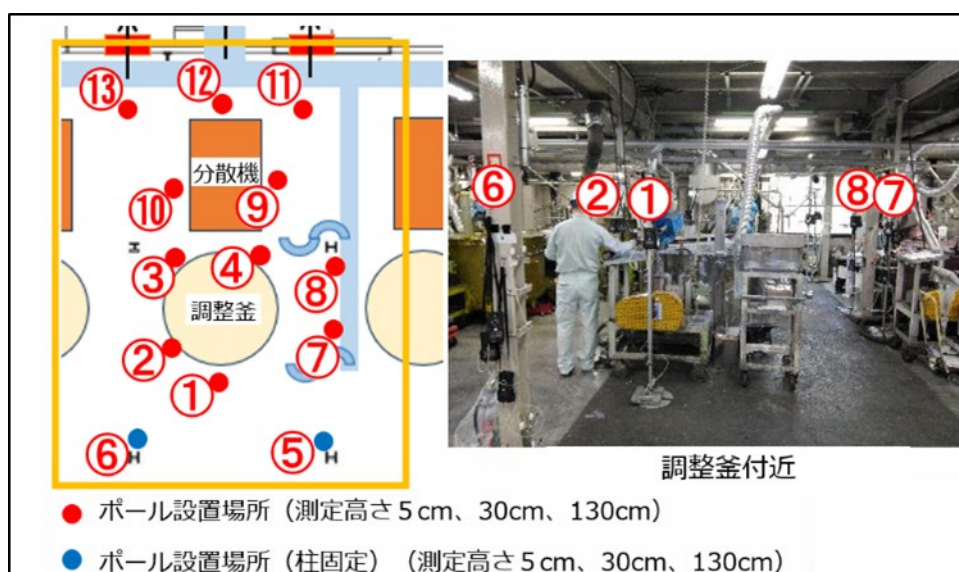 ⑬
⑫
⑪
分散機
⑩
⑨
H
H
③
④
⑧
調整釜
②
⑦
①
⑥
H
⑤
H
⑥
②
①
⑧
⑦
調整釜付近
ポール設置場所（測定高さ5cm、30cm、130cm）
ポール設置場所（柱固定）（測定高さ5cm、30cm、130cm）